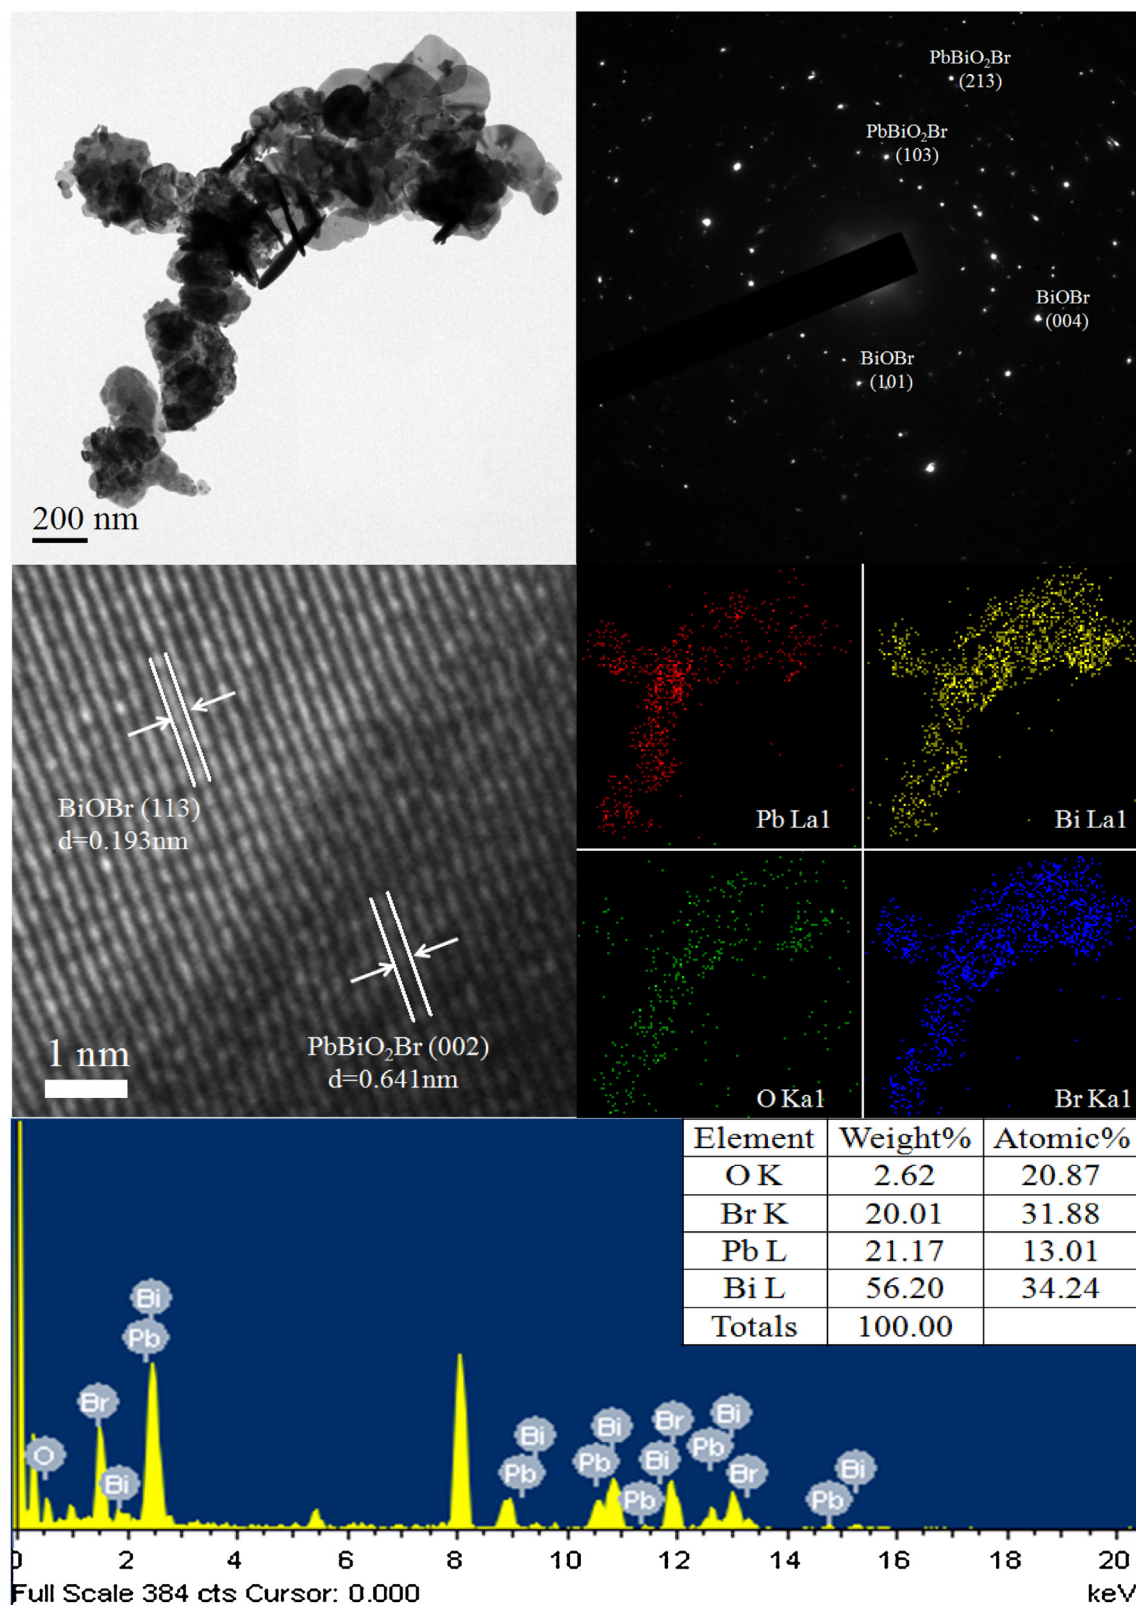 200 nm
PbBiO₂Br
(213)
PbBiO₂Br
(103)
BiOBr
(004)
BiOBr
(101)
BiOBr (113)
d=0.193nm
PbBiO₂Br (002)
d=0.641nm
1 nm
Pb La1
Bi La1
O Ka1
Br Ka1
Element Weight% Atomic%
O K 2.62 20.87
Br K 20.01 31.88
Pb L 21.17 13.01
Bi L 56.20 34.24
Totals 100.00
Bi
Pb
Br
O
Bi
Bi
Pb
Bi
Pb
Pb
Bi
Br
Bi
Pb
Br
Bi
Pb
0 2 4 6 8 10 12 14 16 18 20
Full Scale 384 cts Cursor: 0.000 keV